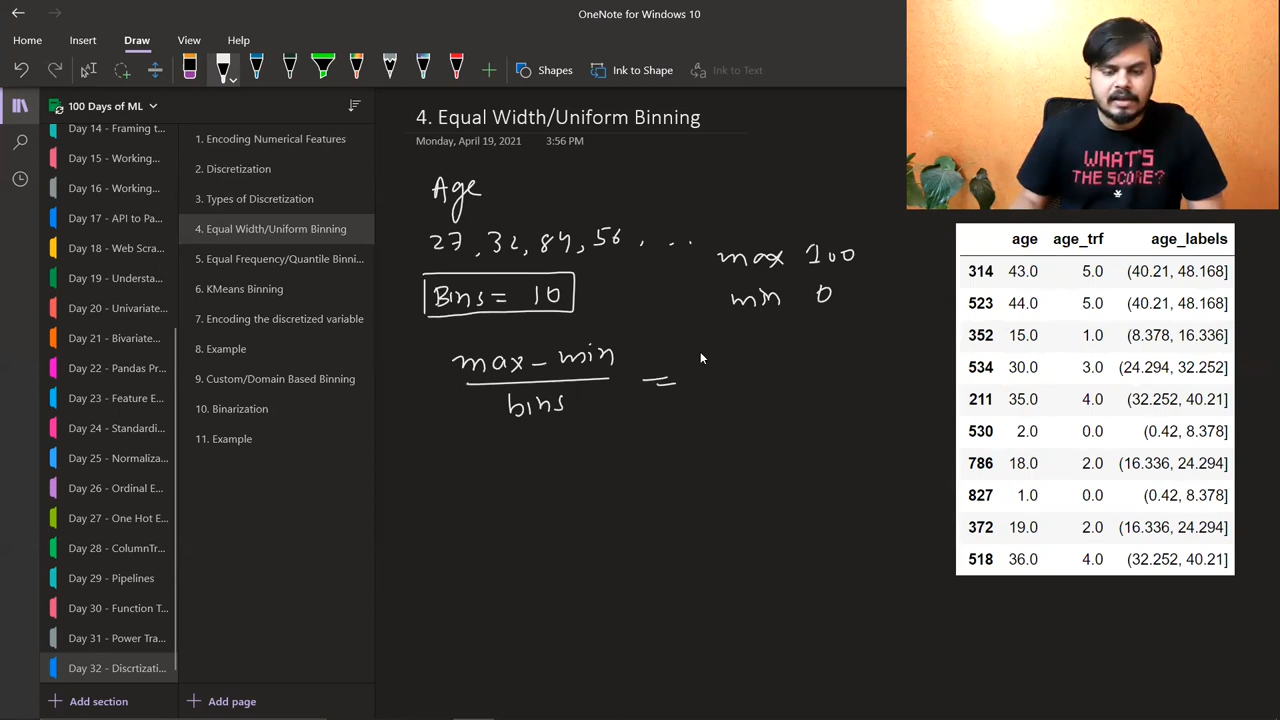 OneNote for Windows 10
Home Insert Draw View Help
Shapes Ink to Shape Ink to Text
100 Days of ML
Day 14 - Framing t...
Day 15 - Working...
Day 16 - Working...
Day 17 - API to Pa...
Day 18 - Web Scra...
Day 19 - Understa...
Day 20 - Univariate...
Day 21 - Bivariate...
Day 22 - Pandas Pr...
Day 23 - Feature E...
Day 24 - Standardi...
Day 25 - Normaliza...
Day 26 - Ordinal E...
Day 27 - One Hot E...
Day 28 - ColumnTr...
Day 29 - Pipelines
Day 30 - Function T...
Day 31 - Power Tra...
Day 32 - Discrtizati...
Add section
1. Encoding Numerical Features
2. Discretization
3. Types of Discretization
4. Equal Width/Uniform Binning
5. Equal Frequency/Quantile Binni...
6. KMeans Binning
7. Encoding the discretized variable
8. Example
9. Custom/Domain Based Binning
10. Binarization
11. Example
Add page
4. Equal Width/Uniform Binning
Monday, April 19, 2021 3:56 PM
Age
27, 32, 84, 56, ...
Bins = 10
max 100
min 0
max - min
bins
=
WHAT'S
THE SCORE?
age age_trf age_labels
314 43.0 5.0 (40.21, 48.168]
523 44.0 5.0 (40.21, 48.168]
352 15.0 1.0 (8.378, 16.336]
534 30.0 3.0 (24.294, 32.252]
211 35.0 4.0 (32.252, 40.21]
530 2.0 0.0 (0.42, 8.378]
786 18.0 2.0 (16.336, 24.294]
827 1.0 0.0 (0.42, 8.378]
372 19.0 2.0 (16.336, 24.294]
518 36.0 4.0 (32.252, 40.21]